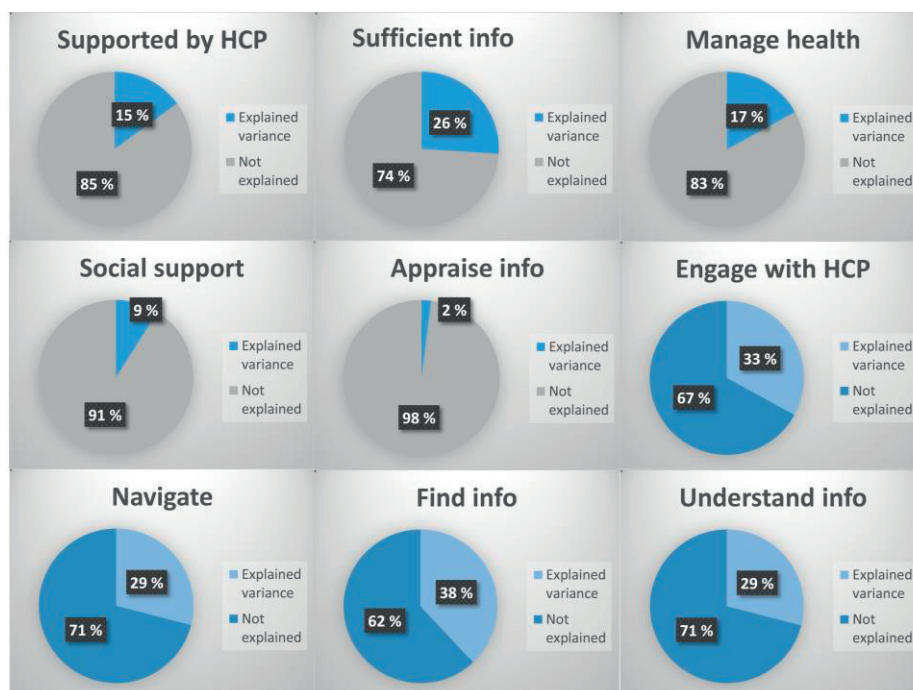 Supported by HCP
15 %
85 %
Explained
variance
Not
explained
Sufficient info
26 %
74 %
Explained
variance
Not
explained
Manage health
17 %
83 %
Explained
variance
Not
explained
Social support
9 %
91 %
Explained
variance
Not
explained
Appraise info
2 %
98 %
Explained
variance
Not
explained
Engage with HCP
33 %
67 %
Explained
variance
Not
explained
Navigate
29 %
71 %
Explained
variance
Not
explained
Find info
38 %
62 %
Explained
variance
Not
explained
Understand info
29 %
71 %
Explained
variance
Not
explained